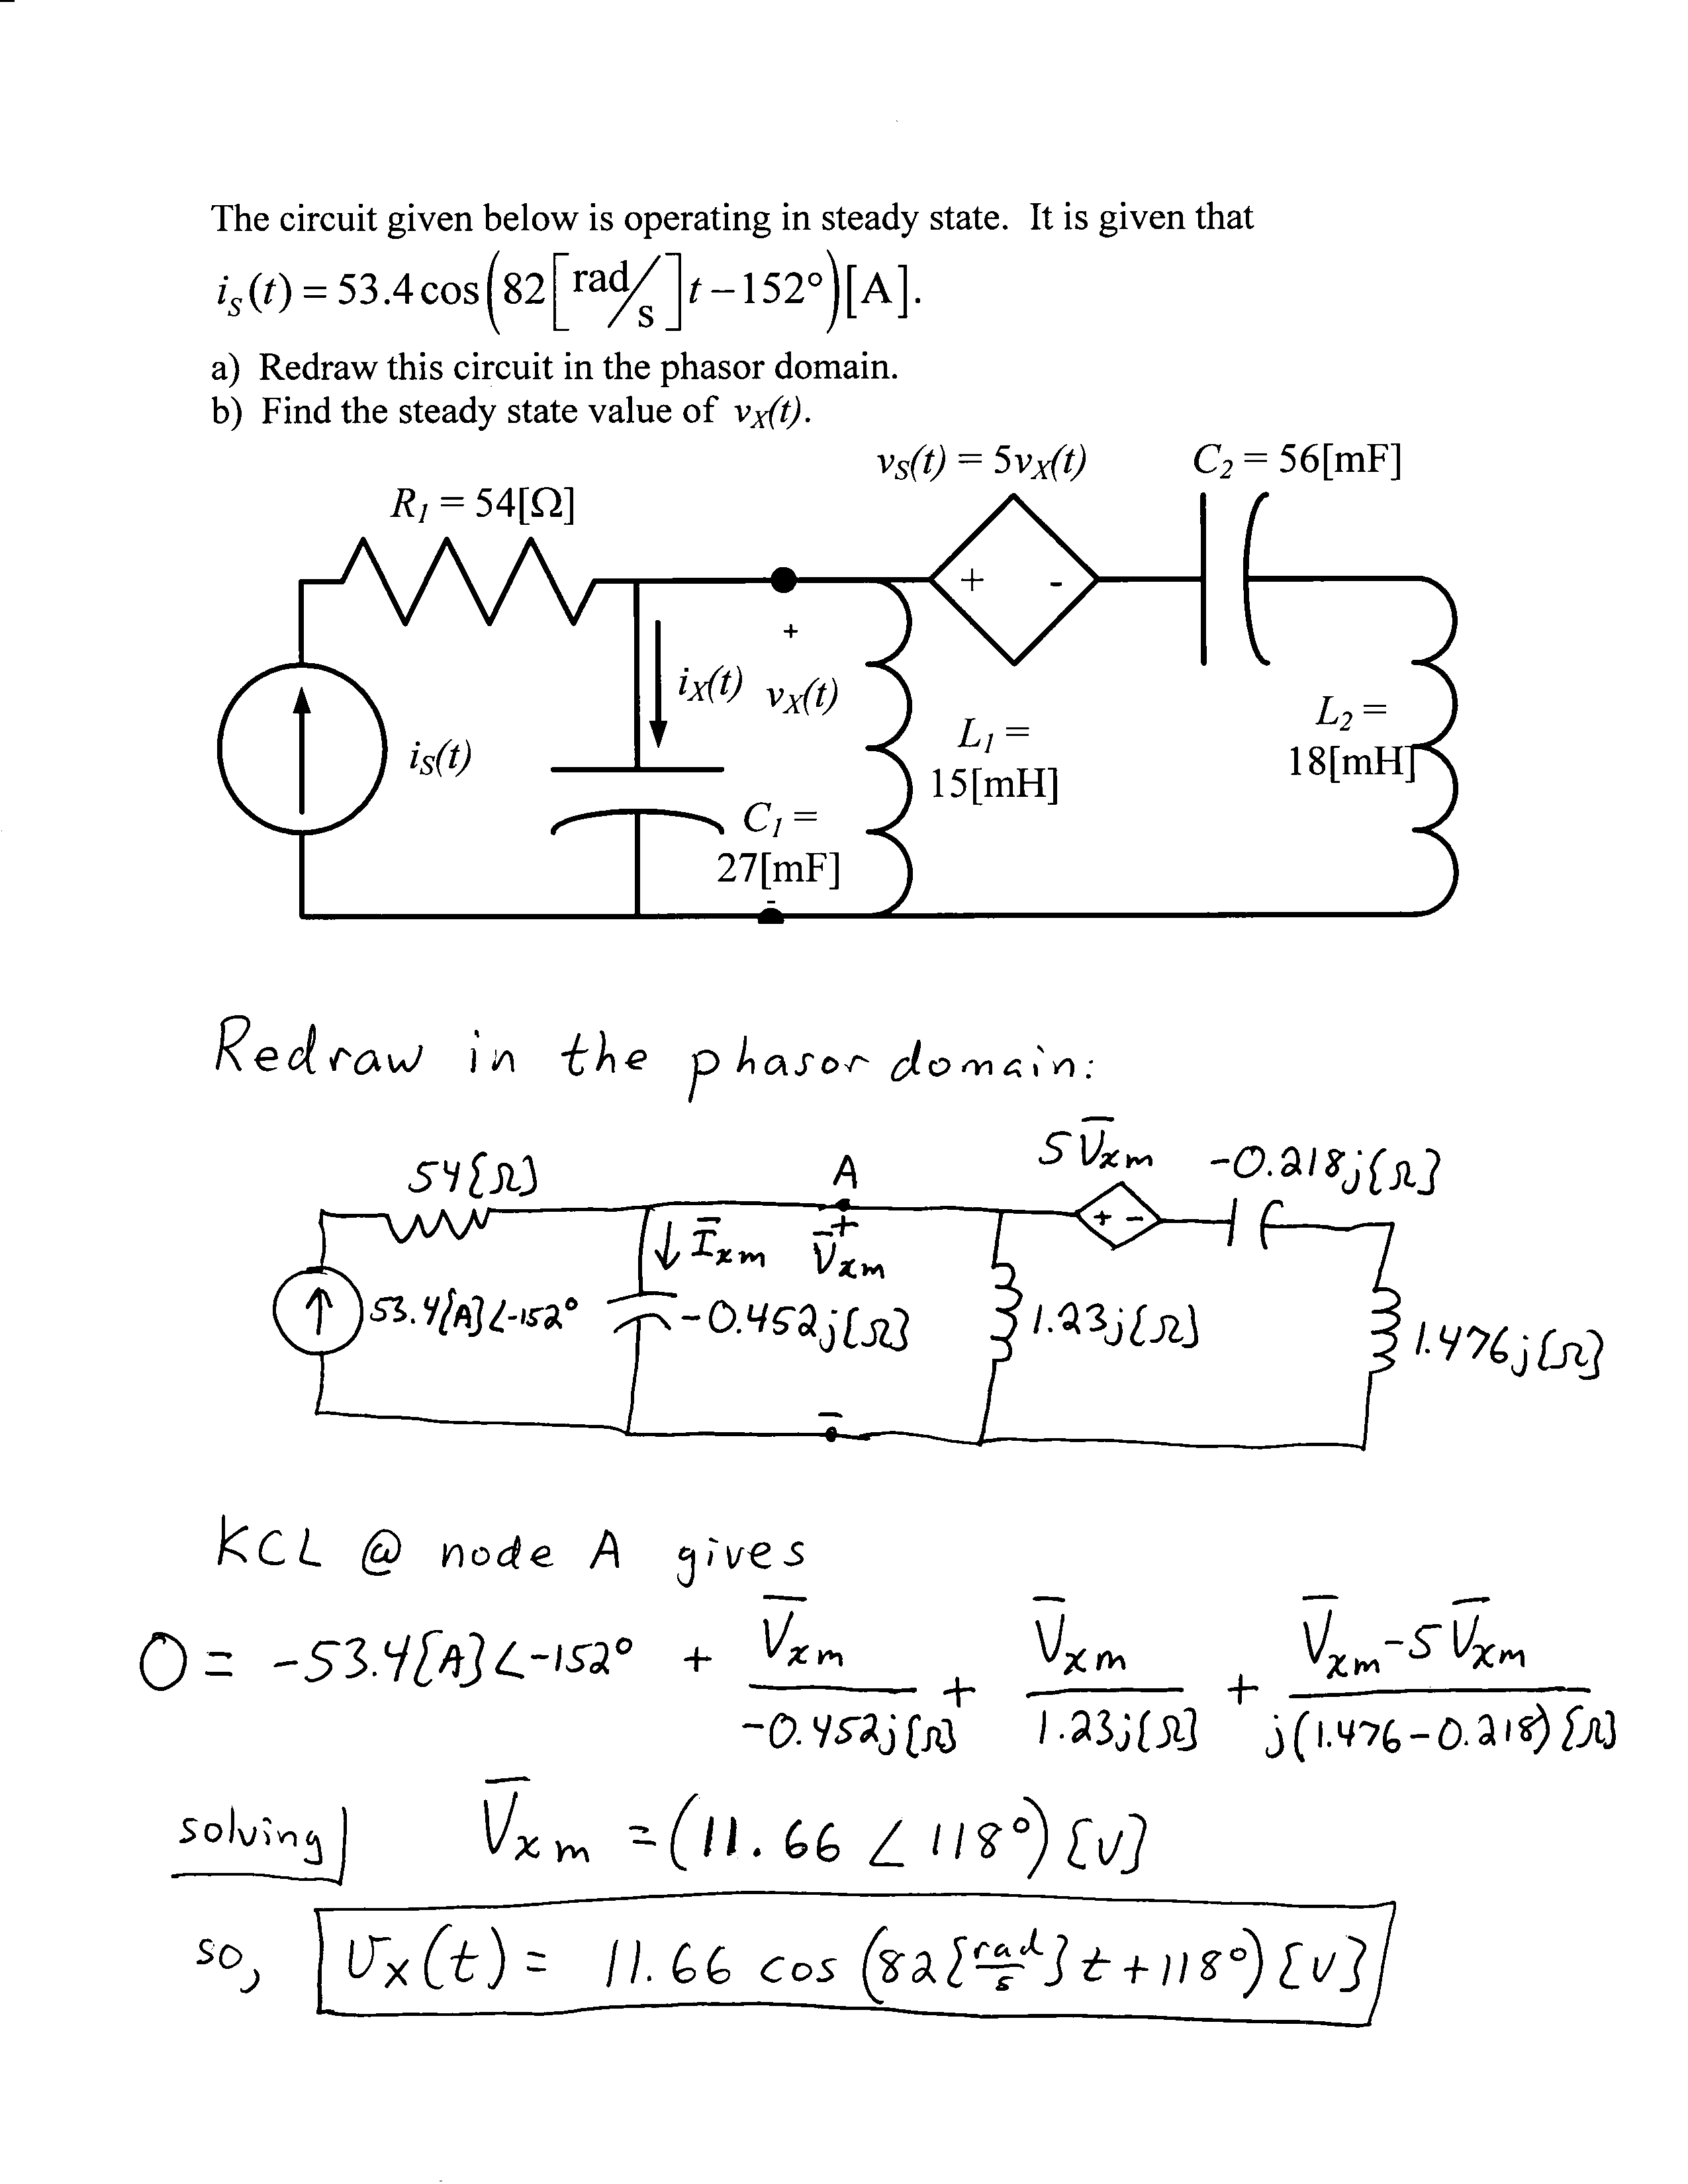 The circuit given below is operating in steady state. It is given that
i_S(t) = 53.4 cos(82[rad/s]t − 152°)[A].
a) Redraw this circuit in the phasor domain.
b) Find the steady state value of v_X(t).
v_S(t) = 5v_X(t)
C_2 = 56[mF]
R_1 = 54[Ω]
+
-
+
i_X(t)
v_X(t)
i_S(t)
L_1 =
15[mH]
L_2 =
18[mH]
C_1 =
27[mF]
-
Redraw in the phasor domain:
54[Ω]
A
5V̅xm
-0.218j[Ω]
+ -
+
I̅xm
V̅xm
53.4[A]∠-152°
-0.452j[Ω]
1.23j[Ω]
1.476j[Ω]
-
KCL @ node A gives
0 = -53.4[A]∠-152° + V̅xm / -0.452j[Ω] + V̅xm / 1.23j[Ω] + V̅xm-5V̅xm / j(1.476-0.218)[Ω]
solving V̅xm = (11.66 ∠ 118°)[V]
so, vx(t) = 11.66 cos (82[rad/s]t + 118°)[V]